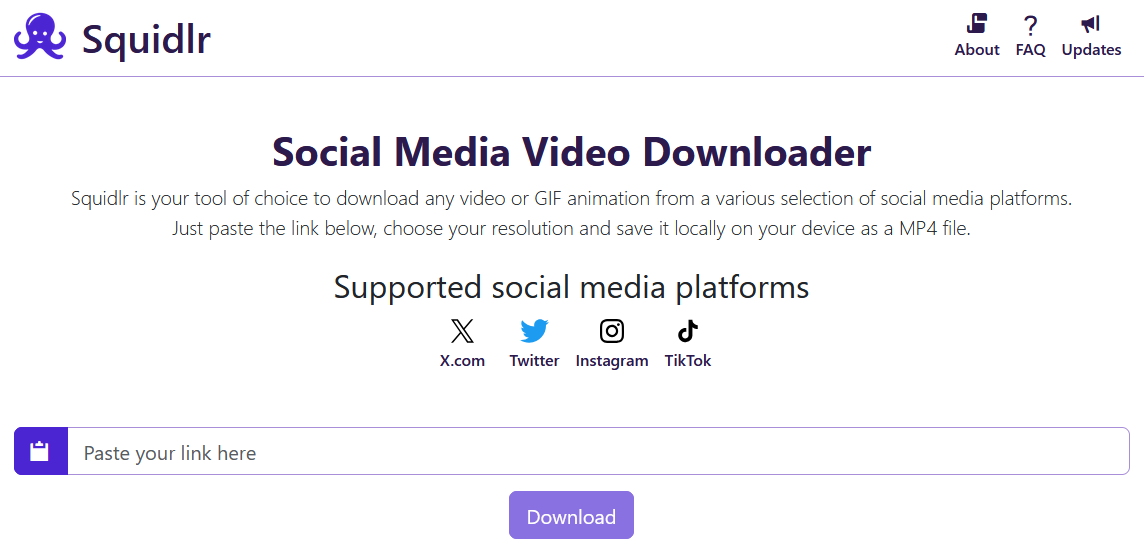 Squidlr
About
FAQ
Updates
Social Media Video Downloader
Squidlr is your tool of choice to download any video or GIF animation from a various selection of social media platforms.
Just paste the link below, choose your resolution and save it locally on your device as a MP4 file.
Supported social media platforms
X.com
Twitter
Instagram
TikTok
Paste your link here
Download